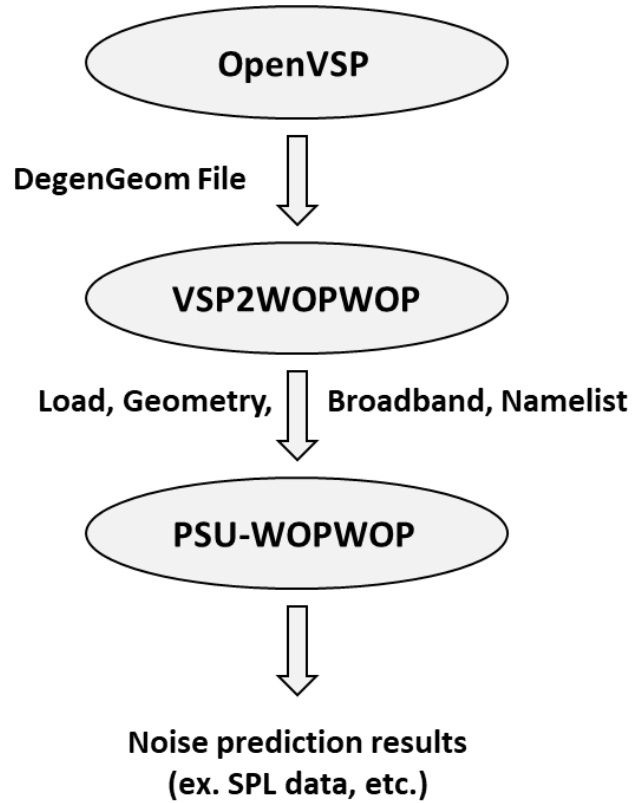 OpenVSP
DegenGeom File
VSP2WOPWOP
Load, Geometry, Broadband, Namelist
PSU-WOPWOP
Noise prediction results
(ex. SPL data, etc.)